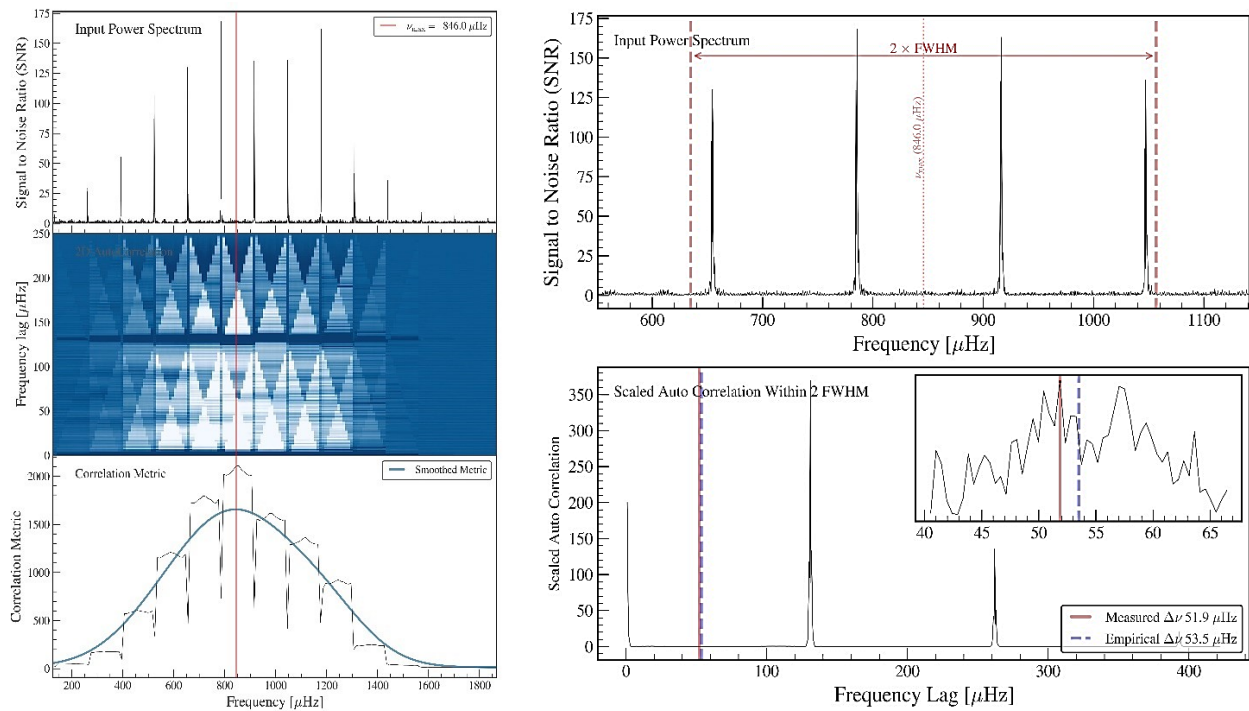 Input Power Spectrum
ν_max = 846.0 μHz
Signal to Noise Ratio (SNR)
175
150
125
100
75
50
25
0
2D Autocorrelation
Frequency lag [μHz]
250
200
150
100
50
0
Correlation Metric
Smoothed Metric
Correlation Metric
2000
1500
1000
500
0
200 400 600 800 1000 1200 1400 1600 1800
Frequency [μHz]
Input Power Spectrum
2 × FWHM
ν_max (846.0 μHz)
Signal to Noise Ratio (SNR)
175
150
125
100
75
50
25
0
600 700 800 900 1000 1100
Frequency [μHz]
Scaled Auto Correlation Within 2 FWHM
Scaled Auto Correlation
350
300
250
200
150
100
50
0
40 45 50 55 60 65
Measured Δν 51.9 μHz
Empirical Δν 53.5 μHz
0 100 200 300 400
Frequency Lag [μHz]